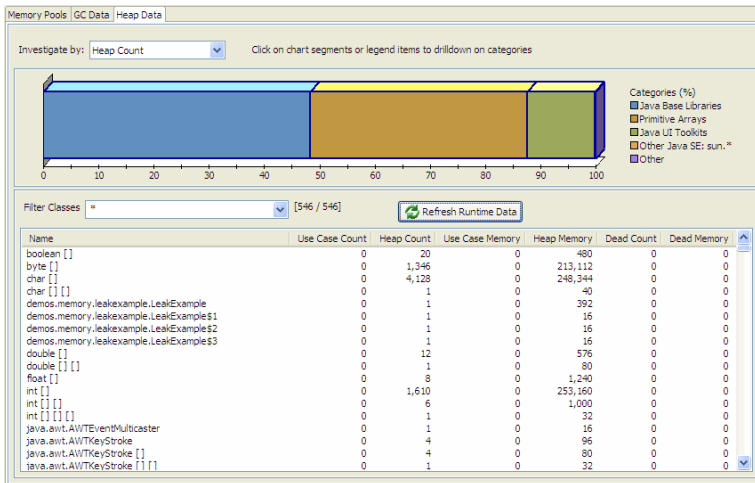 Memory Pools GC Data Heap Data
Investigate by: Heap Count Click on chart segments or legend items to drilldown on categories
Categories (%)
Java Base Libraries
Primitive Arrays
Java UI Toolkits
Other Java SE: sun.*
Other
0 10 20 30 40 50 60 70 80 90 100
Filter Classes * [546 / 546] Refresh Runtime Data
Name Use Case Count Heap Count Use Case Memory Heap Memory Dead Count Dead Memory
boolean [] 0 20 0 480 0 0
byte [] 0 1,346 0 213,112 0 0
char [] 0 4,128 0 248,344 0 0
char [] [] 0 1 0 40 0 0
demos.memory.leakexample.LeakExample 0 1 0 392 0 0
demos.memory.leakexample.LeakExample$1 0 1 0 16 0 0
demos.memory.leakexample.LeakExample$2 0 1 0 16 0 0
demos.memory.leakexample.LeakExample$3 0 1 0 16 0 0
double [] 0 12 0 576 0 0
double [] [] 0 1 0 80 0 0
float [] 0 8 0 1,240 0 0
int [] 0 1,610 0 253,160 0 0
int [] [] 0 6 0 1,000 0 0
int [] [] [] 0 1 0 32 0 0
java.awt.AWTEventMulticaster 0 1 0 16 0 0
java.awt.AWTKeyStroke 0 4 0 96 0 0
java.awt.AWTKeyStroke [] 0 4 0 80 0 0
java.awt.AWTKeyStroke [] [] 0 1 0 32 0 0